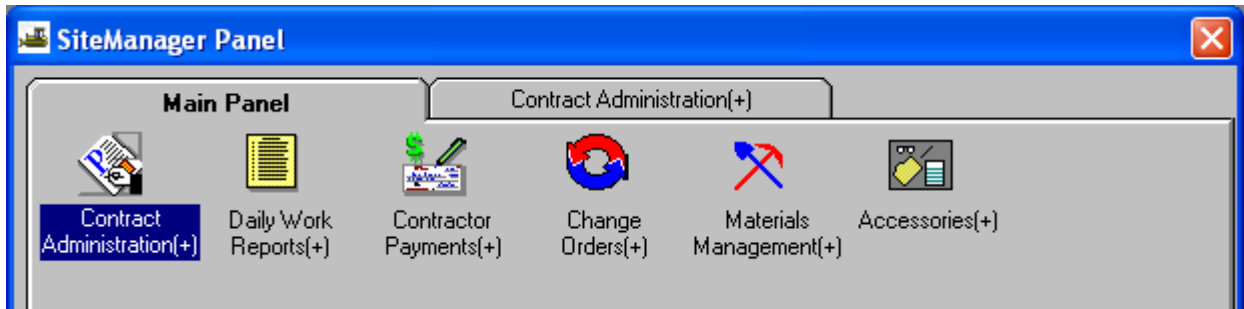 SiteManager Panel
Main Panel
Contract Administration(+)
Contract
Administration(+)
Daily Work
Reports(+)
Contractor
Payments(+)
Change
Orders(+)
Materials
Management(+)
Accessories(+)